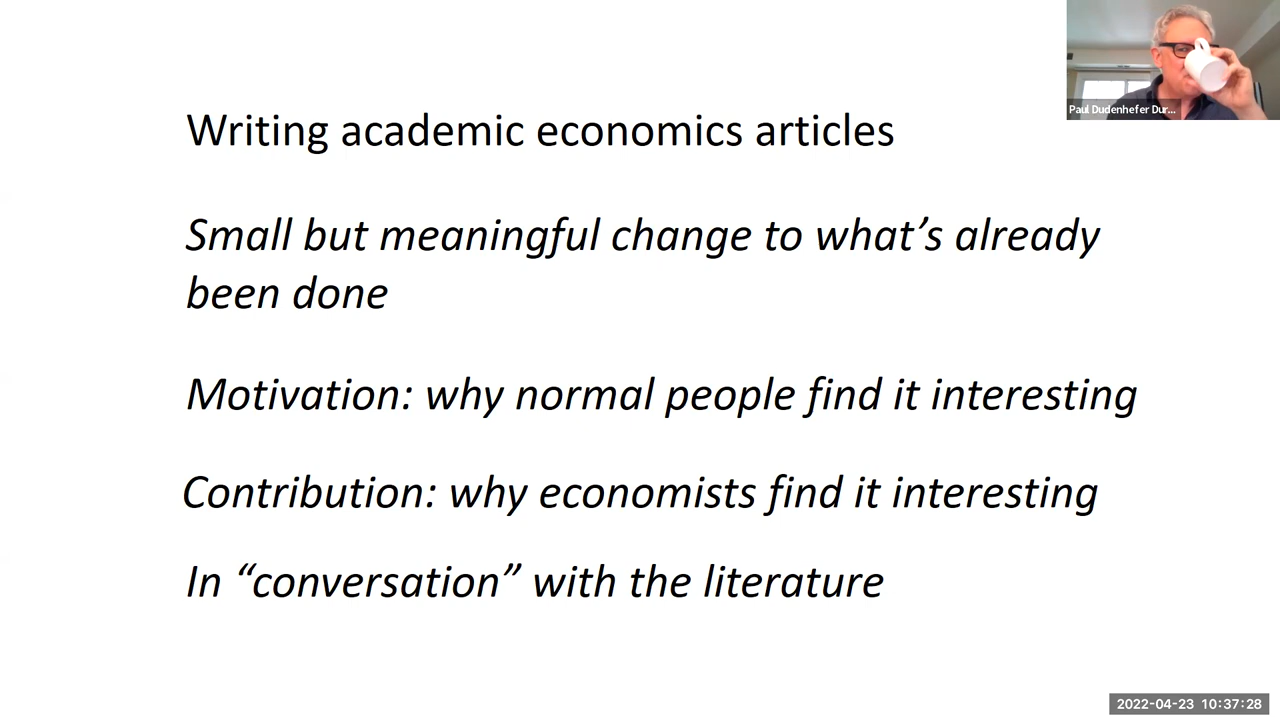 Paul Dudenhefer Dur...
Writing academic economics articles
Small but meaningful change to what’s already
been done
Motivation: why normal people find it interesting
Contribution: why economists find it interesting
In “conversation” with the literature
2022-04-23 10:37:28